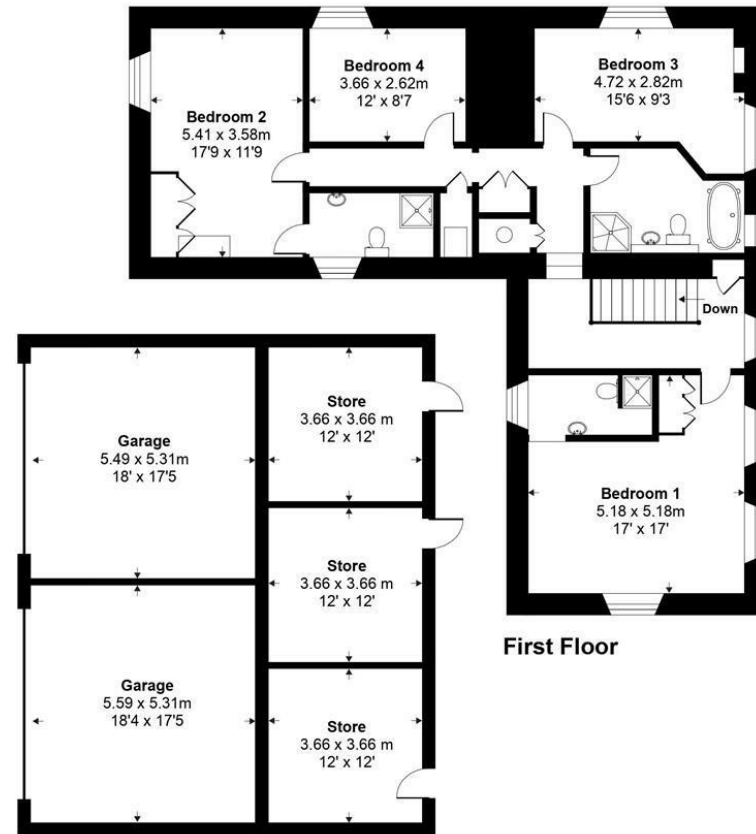 Bedroom 2
5.41 x 3.58m
17'9 x 11'9
Bedroom 4
3.66 x 2.62m
12' x 8'7
Bedroom 3
4.72 x 2.82m
15'6 x 9'3
Down
Bedroom 1
5.18 x 5.18m
17' x 17'
First Floor
Garage
5.49 x 5.31m
18' x 17'5
Store
3.66 x 3.66 m
12' x 12'
Store
3.66 x 3.66 m
12' x 12'
Garage
5.59 x 5.31m
18'4 x 17'5
Store
3.66 x 3.66 m
12' x 12'